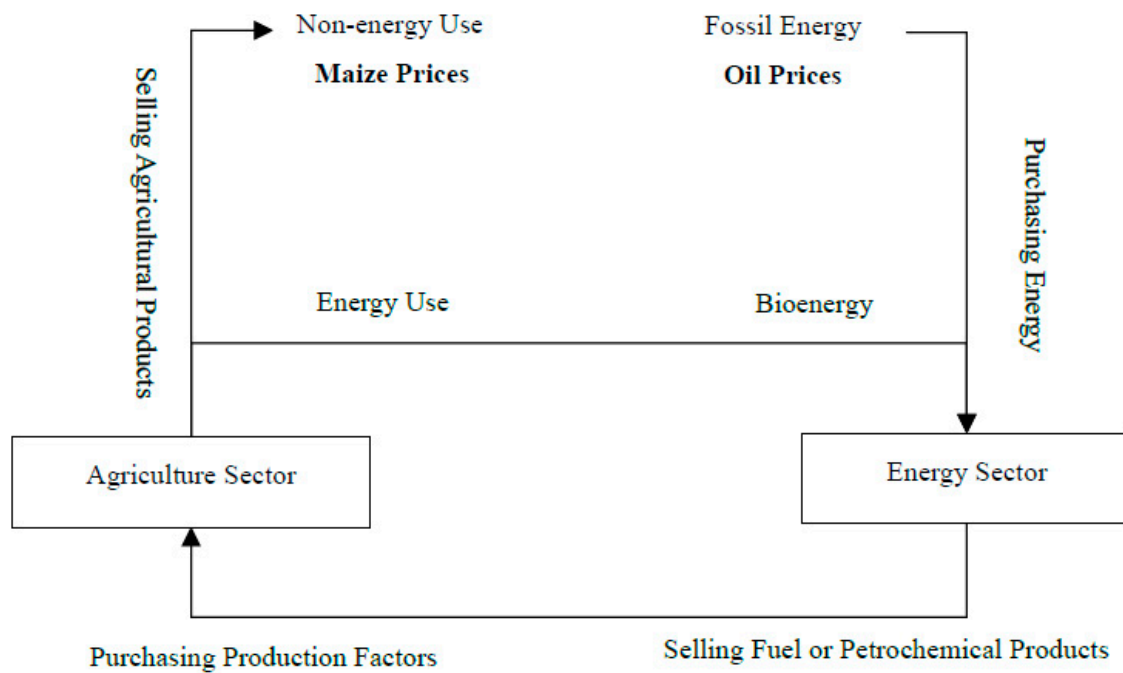 Non-energy Use
Fossil Energy
Maize Prices
Oil Prices
Selling Agricultural Products
Purchasing Energy
Energy Use
Bioenergy
Agriculture Sector
Energy Sector
Purchasing Production Factors
Selling Fuel or Petrochemical Products